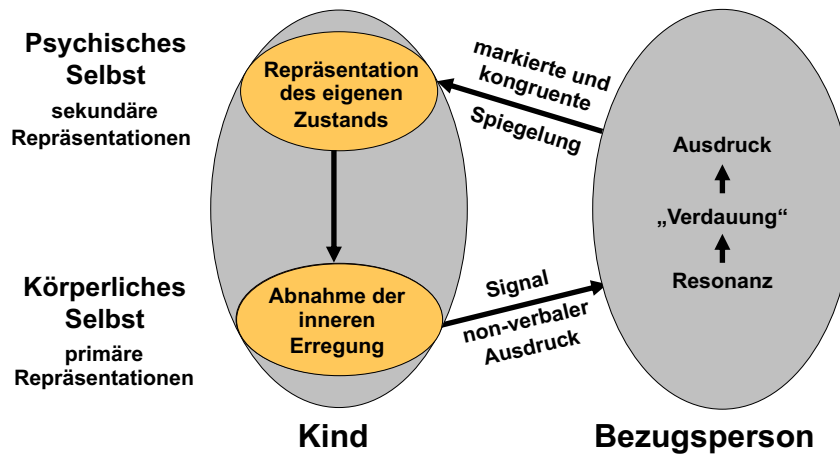 Psychisches
Selbst
sekundäre
Repräsentationen
Repräsentation
des eigenen
Zustands
markierte und
kongruente
Spiegelung
Ausdruck
„Verdauung“
Resonanz
Körperliches
Selbst
primäre
Repräsentationen
Abnahme der
inneren
Erregung
Signal
non-verbaler
Ausdruck
Kind
Bezugsperson